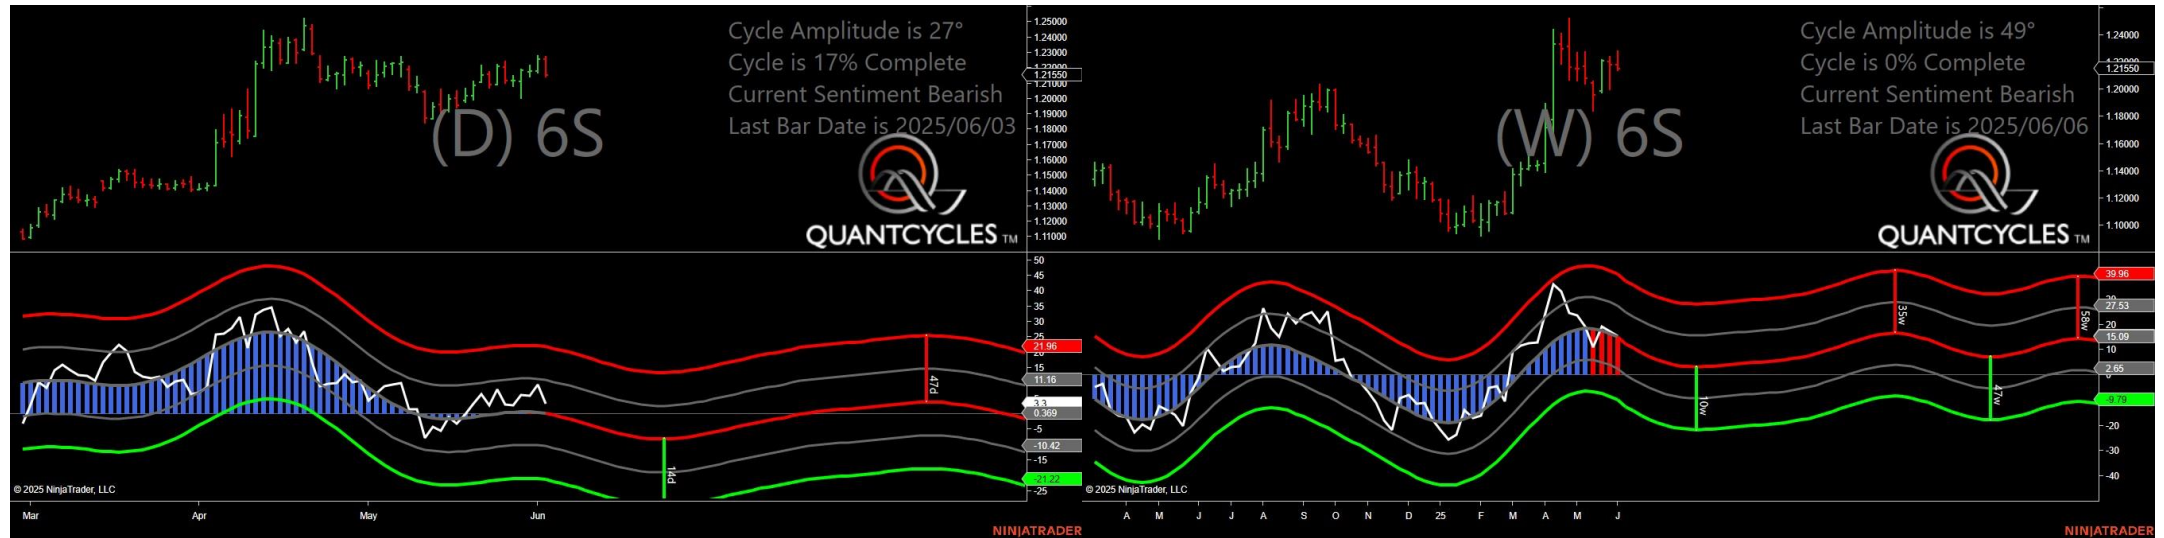 Cycle Amplitude is 27°
Cycle is 17% Complete
Current Sentiment Bearish
Last Bar Date is 2025/06/03
(D) 6S
QUANTCYCLES TM
1.25000
1.24000
1.23000
1.21550
1.20000
1.19000
1.18000
1.17000
1.16000
1.15000
1.14000
1.13000
1.12000
1.11000
50
45
40
35
30
25
21.96
15
11.16
3.3
0.369
-5
-10.42
-15
-21.22
-25
47d
14d
© 2025 NinjaTrader, LLC
Mar
Apr
May
Jun
NINJATRADER
Cycle Amplitude is 49°
Cycle is 0% Complete
Current Sentiment Bearish
Last Bar Date is 2025/06/06
(W) 6S
QUANTCYCLES TM
1.24000
1.21550
1.20000
1.18000
1.16000
1.14000
1.12000
1.10000
39.96
27.53
20
15.09
10
2.65
-9.79
-20
-30
-40
35w
58w
10w
47w
© 2025 NinjaTrader, LLC
A M J J A S O N D 25 F M A M J
NINJATRADER